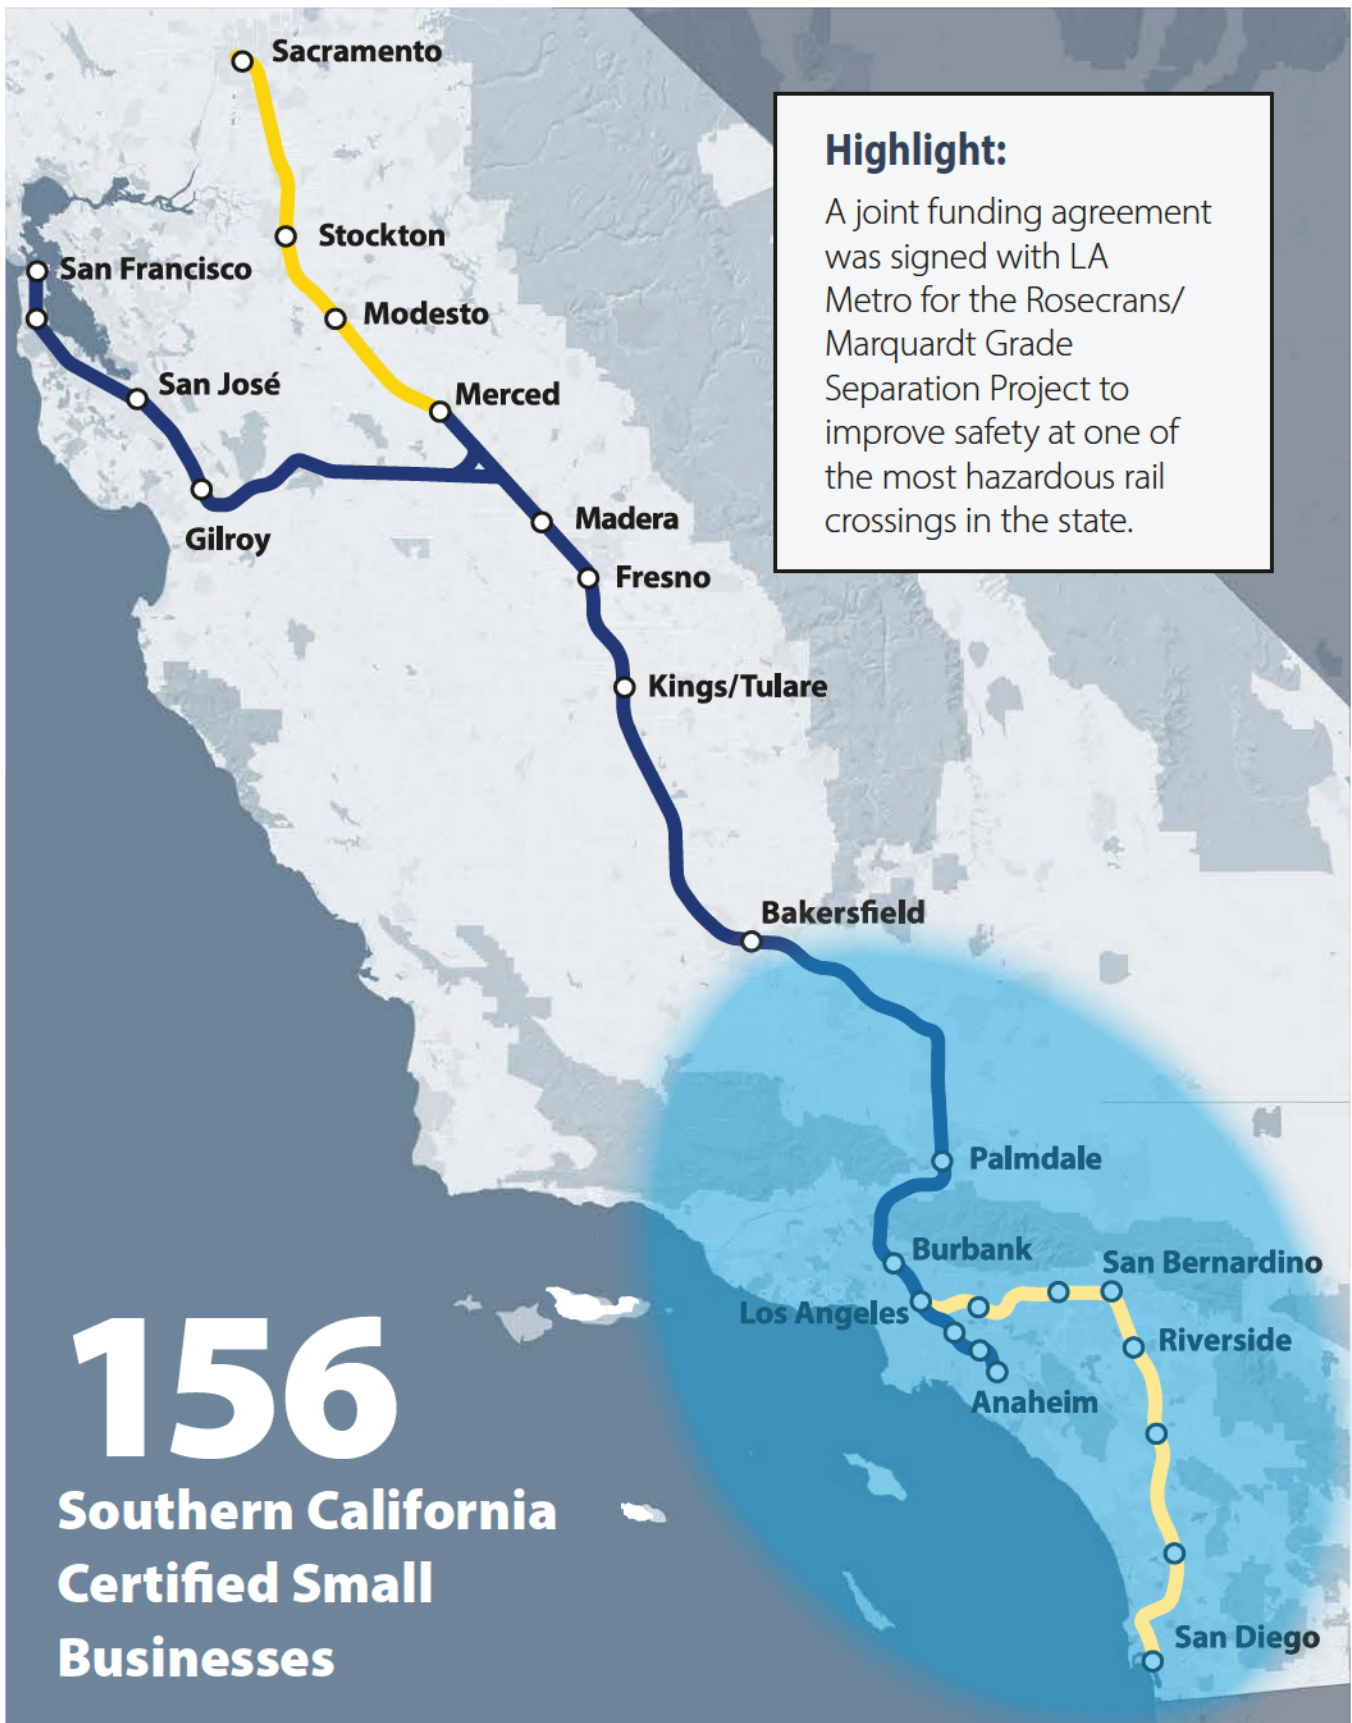 Sacramento
Highlight:
A joint funding agreement
was signed with LA
Metro for the Rosecrans/
Marquardt Grade
Separation Project to
improve safety at one of
the most hazardous rail
crossings in the state.
Stockton
San Francisco
Modesto
San José
Merced
Gilroy
Madera
Fresno
Kings/Tulare
Bakersfield
Palmdale
Burbank
San Bernardino
Los Angeles
Riverside
Anaheim
San Diego
156
Southern California
Certified Small
Businesses